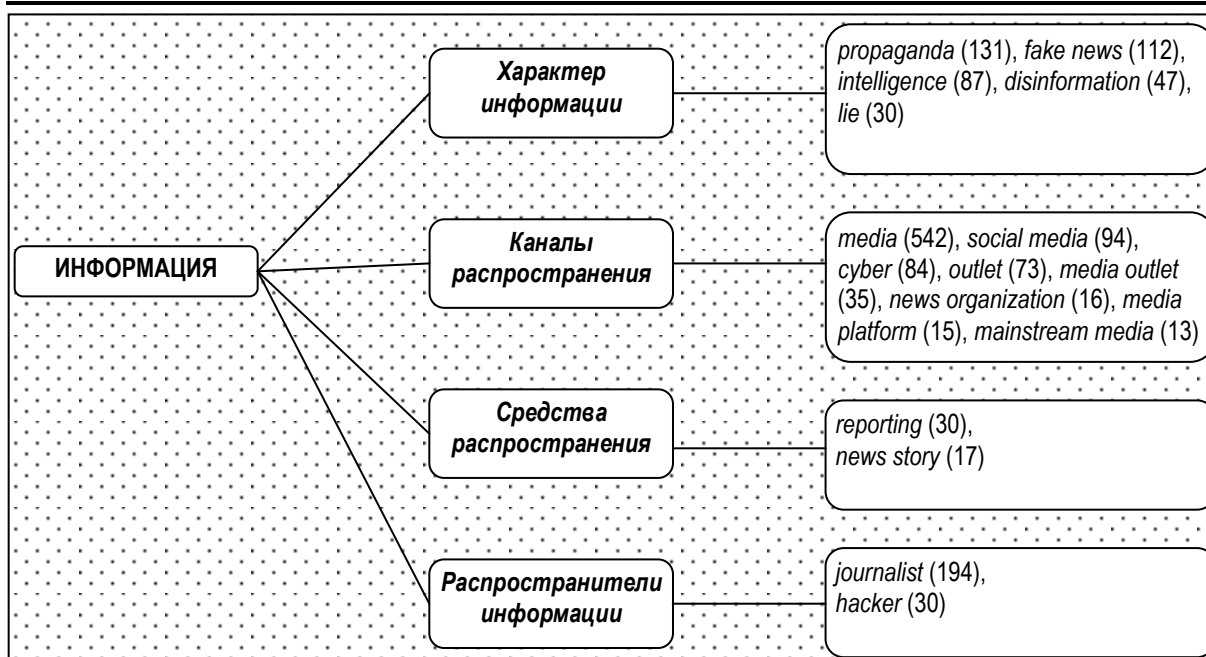 Характер
информации
propaganda (131), fake news (112),
intelligence (87), disinformation (47),
lie (30)
ИНФОРМАЦИЯ
Каналы
распространения
media (542), social media (94),
cyber (84), outlet (73), media outlet
(35), news organization (16), media
platform (15), mainstream media (13)
Средства
распространения
reporting (30),
news story (17)
Распространители
информации
journalist (194),
hacker (30)